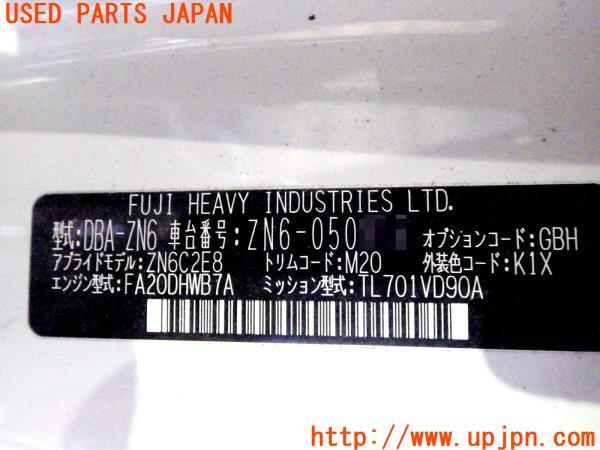 USED PARTS JAPAN
FUJI HEAVY INDUSTRIES LTD.
型式:DBA-ZN6 車台番号:ZN6-050 オプションコード:GBH
アプライドモデル:ZN6C2E8 トリムコード:M20 外装色コード:K1X
エンジン型式:FA20DHWB7A ミッション型式:TL701VD90A
http://www.upjpn.com/